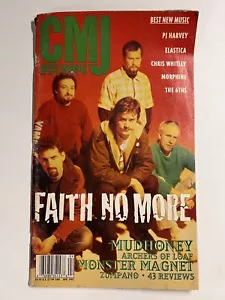 CMJ
BEST NEW MUSIC
PJ HARVEY
ELASTICA
CHRIS WHITLEY
MORPHINE
THE 6THS
FAITH NO MORE
MUDHONEY
ARCHERS OF LOAF
MONSTER MAGNET
ZUMPANO • 43 REVIEWS